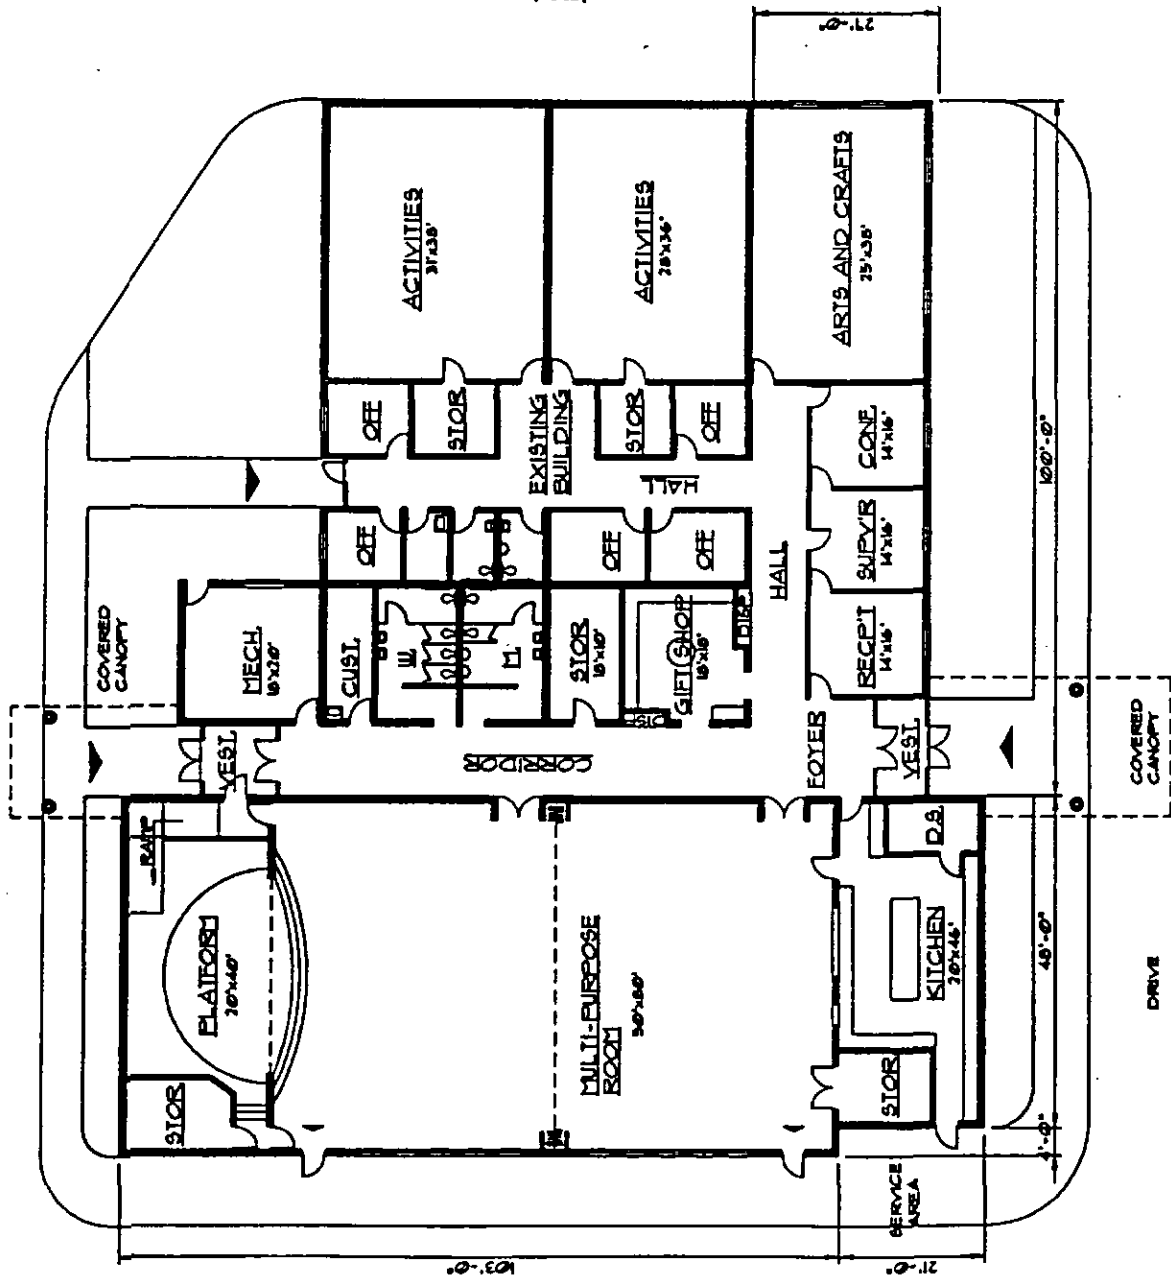 27'-0"
ACTIVITIES
31'x38'
ACTIVITIES
28'x36'
ARTS AND CRAFTS
25'x38'
OFF
STOR
EXISTING
BUILDING
STOR
OFF
HALL
CONF.
14'x16'
100'-0"
OFF
OFF
OFF
HALL
SUPV'R
14'x16'
COVERED
CANOPY
MECH.
18'x20'
CUST.
W.
M.
STOR
18'x10'
GIFT SHOP
18'x18'
DISP
DISP
RECP'T
14'x16'
VEST.
CORRIDOR
FOYER
VEST.
COVERED
CANOPY
RAMP
D.S.
PLATFORM
20'x40'
MULTI-PURPOSE
ROOM
50'x80'
KITCHEN
20'x46'
48'-0"
DRIVE
STOR
STOR
4'-0"
SERVICE
AREA
103'-0"
21'-0"